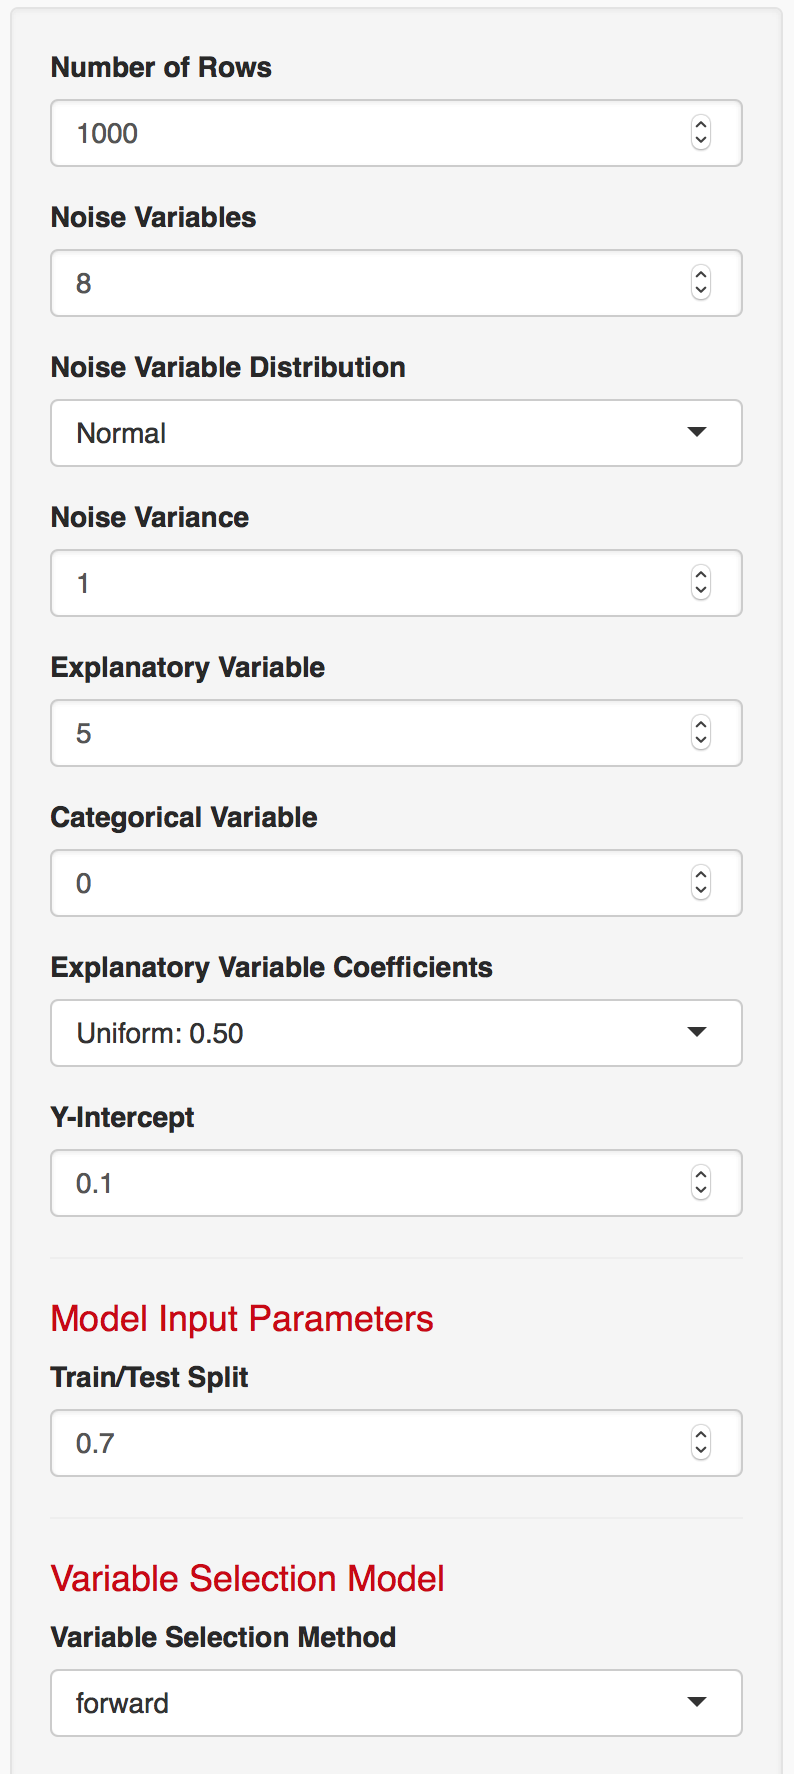 Number of Rows
1000
Noise Variables
8
Noise Variable Distribution
Normal
Noise Variance
1
Explanatory Variable
5
Categorical Variable
0
Explanatory Variable Coefficients
Uniform: 0.50
Y-Intercept
0.1
Model Input Parameters
Train/Test Split
0.7
Variable Selection Model
Variable Selection Method
forward